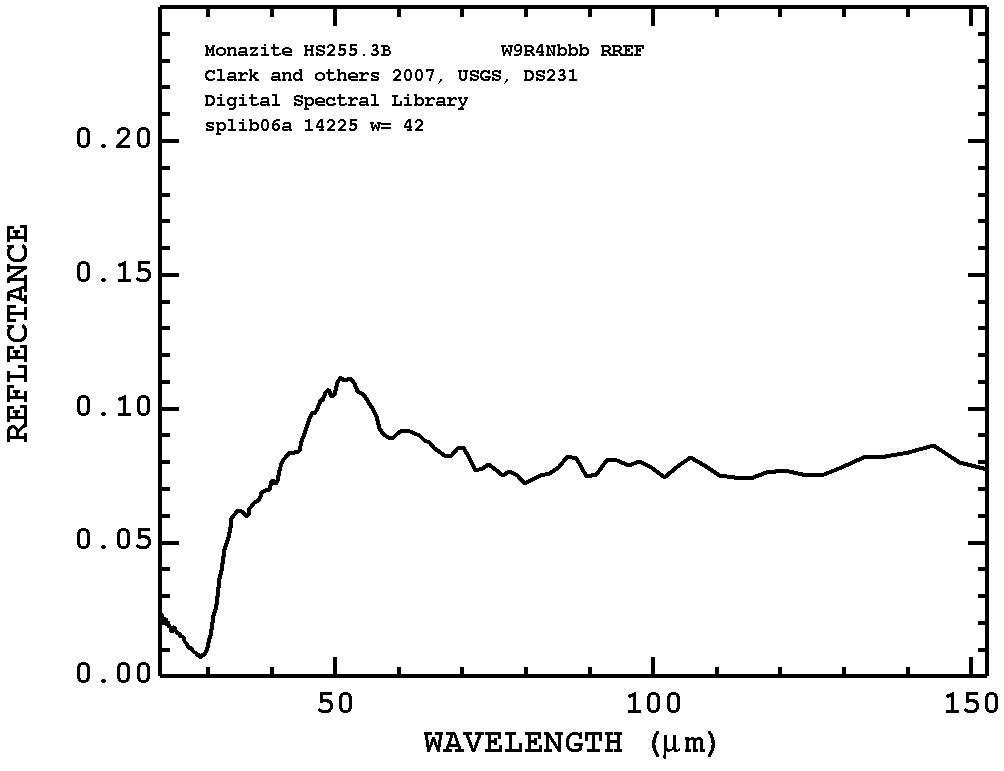 Monazite HS255.3B W9R4Nbbb RREF
Clark and others 2007, USGS, DS231
Digital Spectral Library
splib06a 14225 w= 42
0.20
0.15
0.10
0.05
0.00
REFLECTANCE
50 100 150
WAVELENGTH (μm)